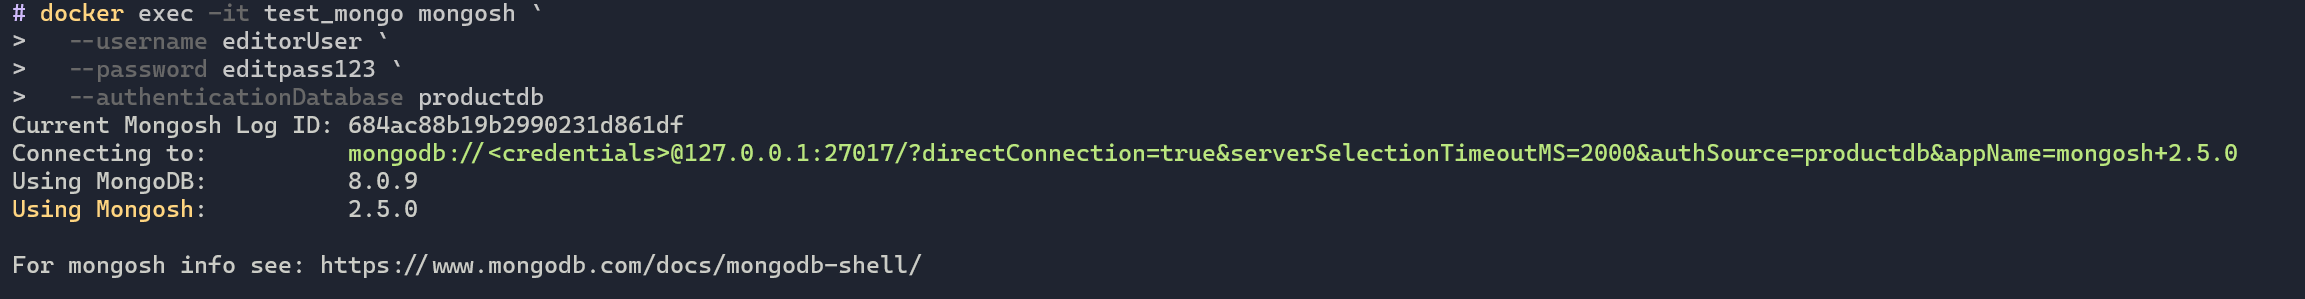 # docker exec -it test_mongo mongosh `
>   --username editorUser `
>   --password editpass123 `
>   --authenticationDatabase productdb
Current Mongosh Log ID: 684ac88b19b2990231d861df
Connecting to:          mongodb://<credentials>@127.0.0.1:27017/?directConnection=true&serverSelectionTimeoutMS=2000&authSource=productdb&appName=mongosh+2.5.0
Using MongoDB:          8.0.9
Using Mongosh:          2.5.0
For mongosh info see: https://www.mongodb.com/docs/mongodb-shell/